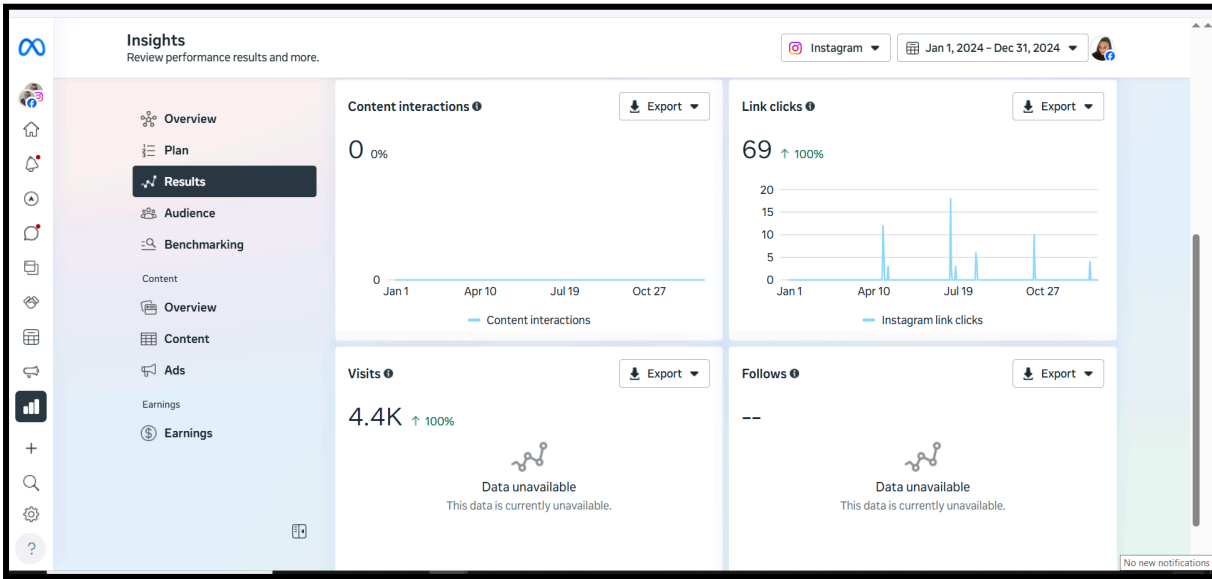 Insights
Review performance results and more.
Instagram
Jan 1, 2024 – Dec 31, 2024
Overview
Plan
Results
Audience
Benchmarking
Content
Overview
Content
Ads
Earnings
Earnings
Content interactions
Export
0 0%
0
Jan 1 Apr 10 Jul 19 Oct 27
Content interactions
Link clicks
Export
69 ↑ 100%
20
15
10
5
0
Jan 1 Apr 10 Jul 19 Oct 27
Instagram link clicks
Visits
Export
4.4K ↑ 100%
Data unavailable
This data is currently unavailable.
Follows
Export
--
Data unavailable
This data is currently unavailable.
?
No new notifications